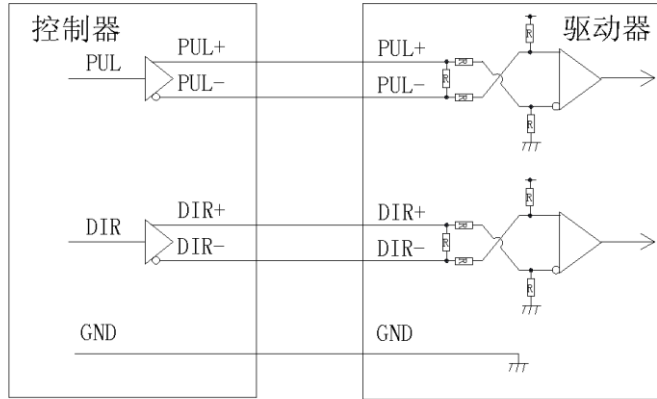 控制器 驱动器
PUL PUL+ PUL+ R
PUL- PUL- R R R
R
DIR DIR+ DIR+ R
DIR- DIR- R R R
R
GND GND